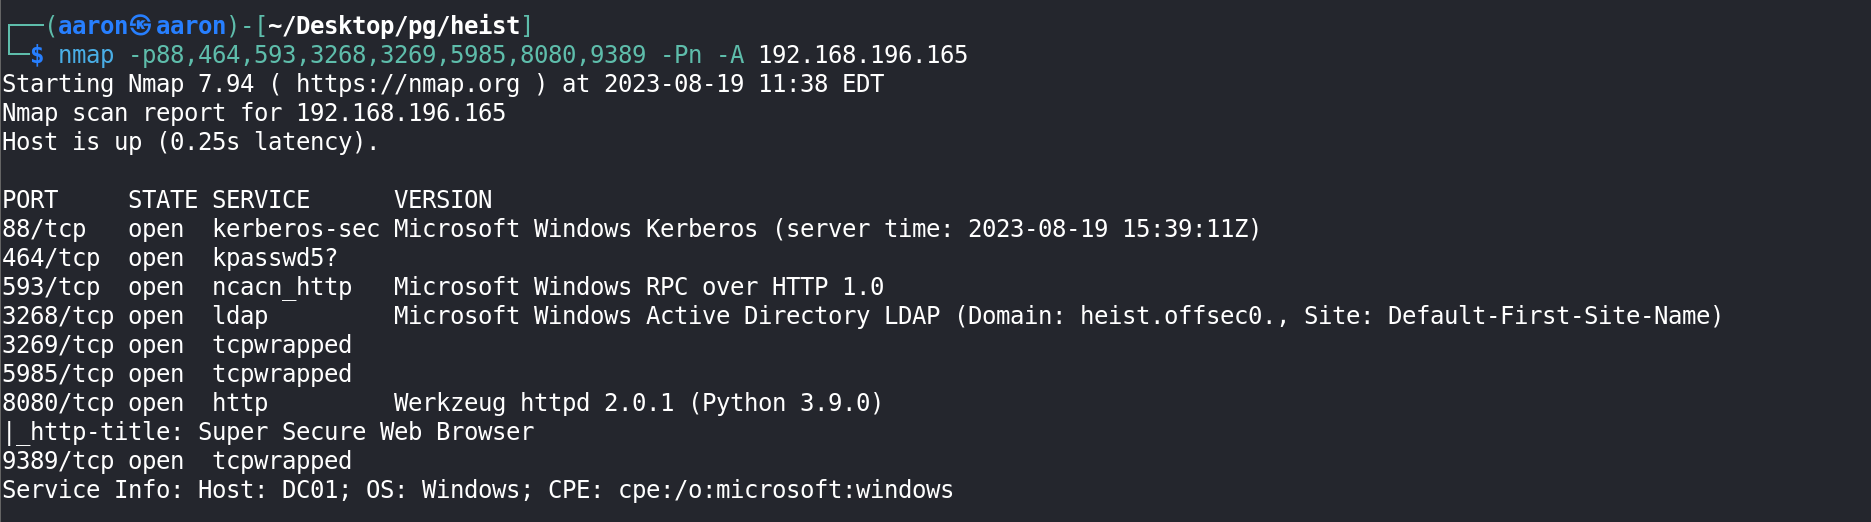 ┌──(aaron㉿aaron)-[~/Desktop/pg/heist]
└─$ nmap -p88,464,593,3268,3269,5985,8080,9389 -Pn -A 192.168.196.165
Starting Nmap 7.94 ( https://nmap.org ) at 2023-08-19 11:38 EDT
Nmap scan report for 192.168.196.165
Host is up (0.25s latency).
PORT     STATE SERVICE      VERSION
88/tcp   open  kerberos-sec Microsoft Windows Kerberos (server time: 2023-08-19 15:39:11Z)
464/tcp  open  kpasswd5?
593/tcp  open  ncacn_http   Microsoft Windows RPC over HTTP 1.0
3268/tcp open  ldap         Microsoft Windows Active Directory LDAP (Domain: heist.offsec0., Site: Default-First-Site-Name)
3269/tcp open  tcpwrapped
5985/tcp open  tcpwrapped
8080/tcp open  http         Werkzeug httpd 2.0.1 (Python 3.9.0)
|_http-title: Super Secure Web Browser
9389/tcp open  tcpwrapped
Service Info: Host: DC01; OS: Windows; CPE: cpe:/o:microsoft:windows